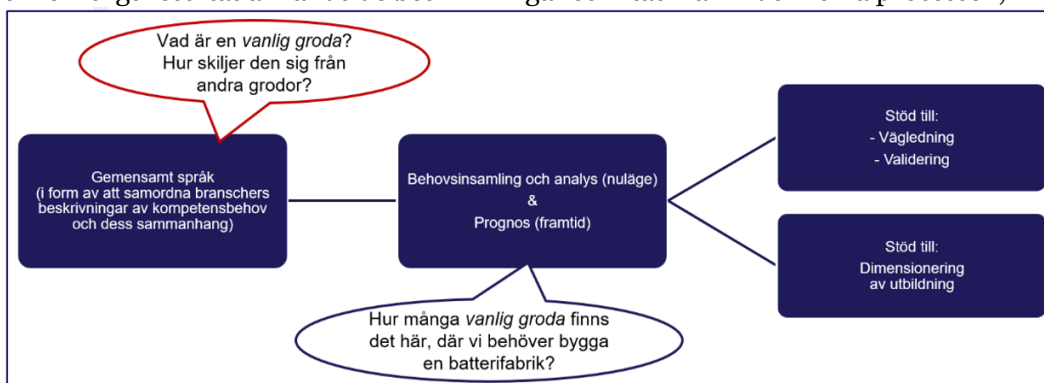 Vad är en vanlig groda?
Hur skiljer den sig från
andra grodor?
Gemensamt språk
(i form av att samordna branschers
beskrivningar av kompetensbehov
och dess sammanhang)
Behovsinsamling och analys (nuläge)
&
Prognos (framtid)
Hur många vanlig groda finns
det här, där vi behöver bygga
en batterifabrik?
Stöd till:
- Vägledning
- Validering
Stöd till:
Dimensionering
av utbildning